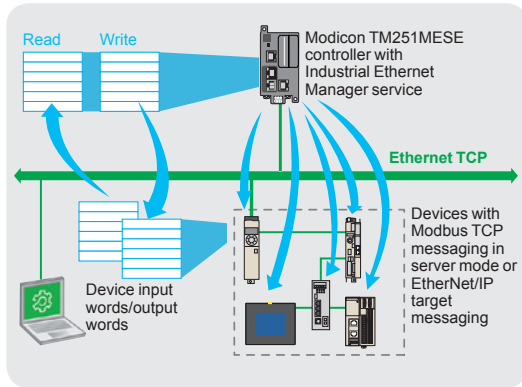 Read Write
Modicon TM251MESE
controller with
Industrial Ethernet
Manager service
Ethernet TCP
Devices with
Modbus TCP
messaging in
server mode or
EtherNet/IP
target
messaging
Device input
words/output
words